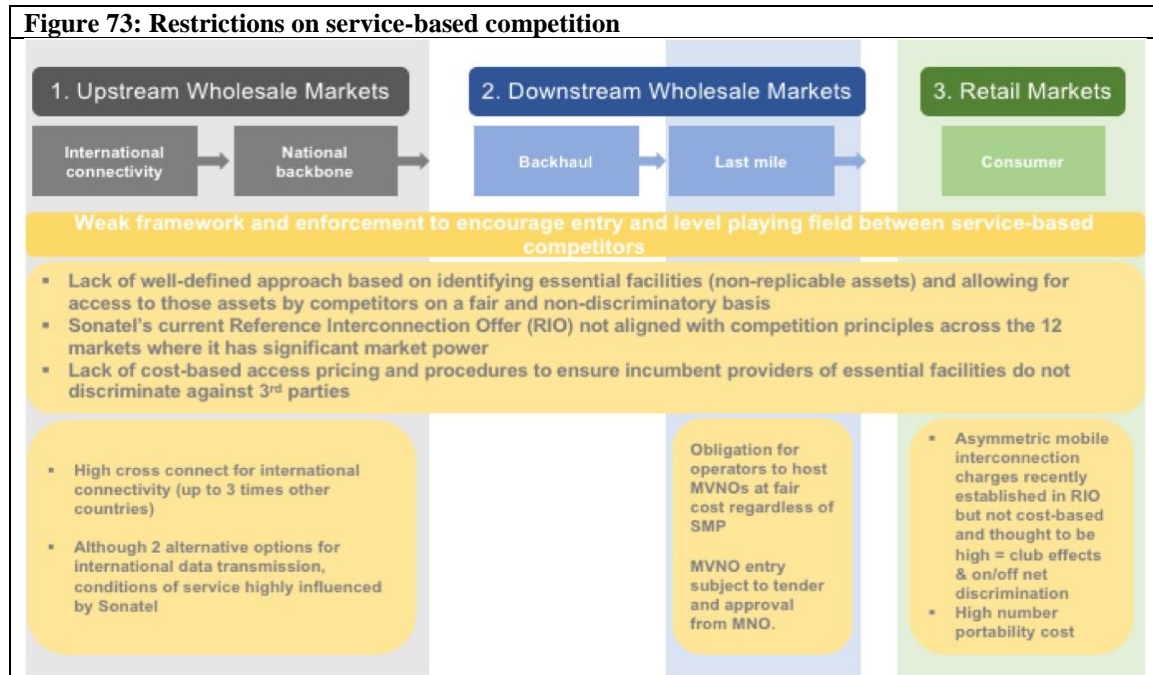 Figure 73: Restrictions on service-based competition
1. Upstream Wholesale Markets
2. Downstream Wholesale Markets
3. Retail Markets
International
connectivity
National
backbone
Backhaul
Last mile
Consumer
Weak framework and enforcement to encourage entry and level playing field between service-based
competitors
▪ Lack of well-defined approach based on identifying essential facilities (non-replicable assets) and allowing for
access to those assets by competitors on a fair and non-discriminatory basis
▪ Sonatel's current Reference Interconnection Offer (RIO) not aligned with competition principles across the 12
markets where it has significant market power
▪ Lack of cost-based access pricing and procedures to ensure incumbent providers of essential facilities do not
discriminate against 3rd parties
▪ High cross connect for international
connectivity (up to 3 times other
countries)
▪ Although 2 alternative options for
international data transmission,
conditions of service highly influenced
by Sonatel
Obligation for
operators to host
MVNOs at fair
cost regardless of
SMP
MVNO entry
subject to tender
and approval
from MNO.
▪ Asymmetric mobile
interconnection
charges recently
established in RIO
but not cost-based
and thought to be
high = club effects
& on/off net
discrimination
▪ High number
portability cost